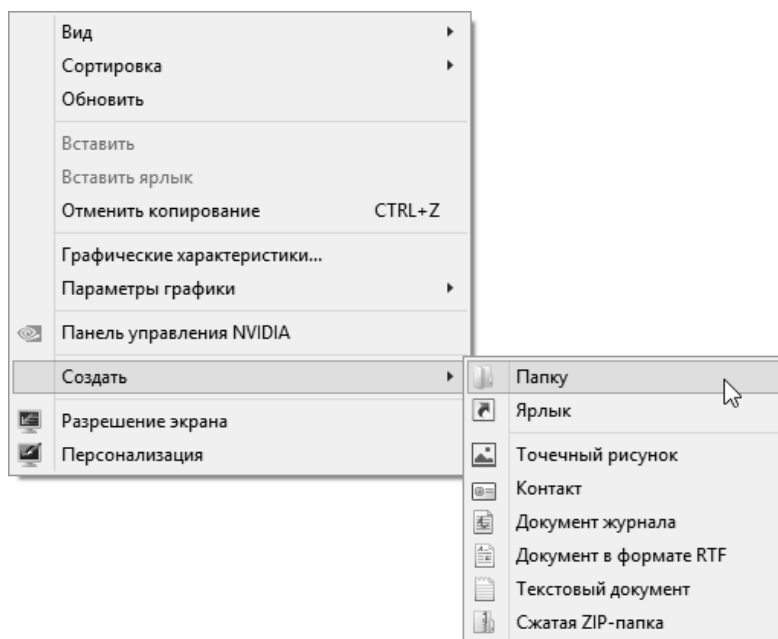 Вид
Сортировка
Обновить
Вставить
Вставить ярлык
Отменить копирование CTRL+Z
Графические характеристики...
Параметры графики
Панель управления NVIDIA
Создать
Разрешение экрана
Персонализация
Папку
Ярлык
Точечный рисунок
Контакт
Документ журнала
Документ в формате RTF
Текстовый документ
Сжатая ZIP-папка